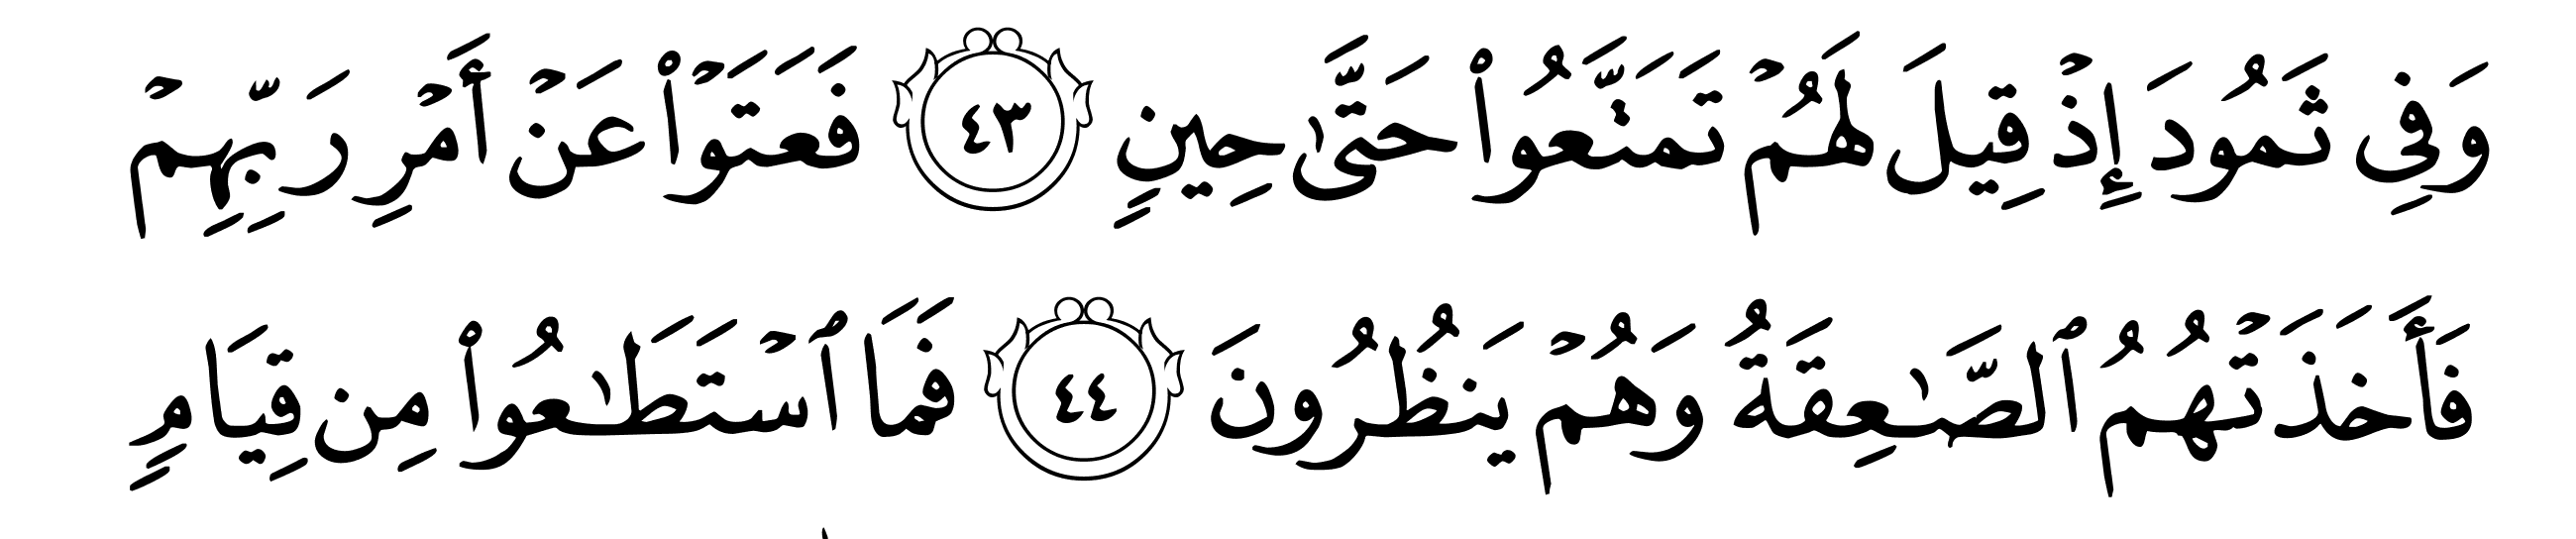 وَفِى ثَمُودَ إِذْ قِيلَ لَهُمْ تَمَتَّعُوا۟ حَتَّىٰ حِينٍ ٤٣ فَعَتَوْا۟ عَنْ أَمْرِ رَبِّهِمْ
فَأَخَذَتْهُمُ ٱلصَّـٰعِقَةُ وَهُمْ يَنظُرُونَ ٤٤ فَمَا ٱسْتَطَـٰعُوا۟ مِن قِيَامٍ